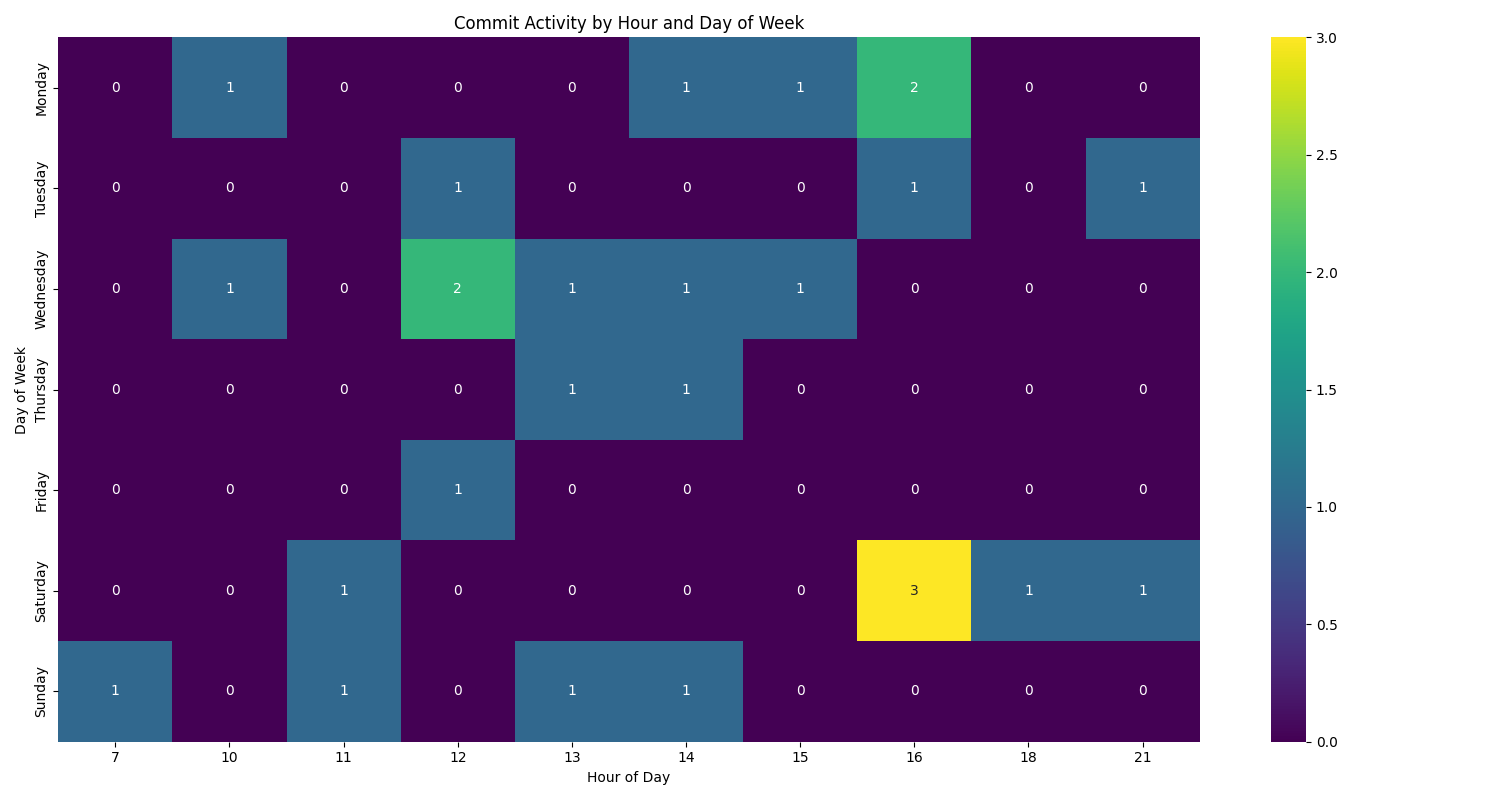 Commit Activity by Hour and Day of Week
Day of Week
Monday 0 1 0 0 0 1 1 2 0 0
Tuesday 0 0 0 1 0 0 0 1 0 1
Wednesday 0 1 0 2 1 1 1 0 0 0
Thursday 0 0 0 0 1 1 0 0 0 0
Friday 0 0 0 1 0 0 0 0 0 0
Saturday 0 0 1 0 0 0 0 3 1 1
Sunday 1 0 1 0 1 1 0 0 0 0
7 10 11 12 13 14 15 16 18 21
Hour of Day
3.0
2.5
2.0
1.5
1.0
0.5
0.0